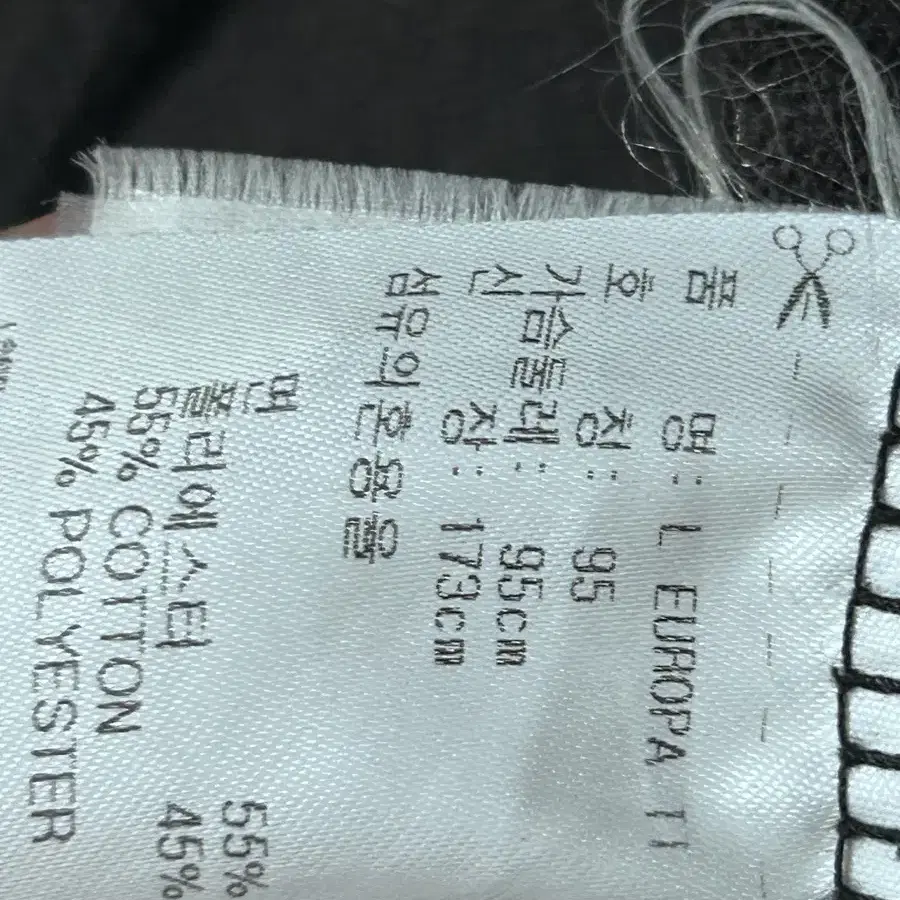 품 명: L EUROPA TI
호 칭: 95
가슴둘레: 95cm
신 장: 173cm
섬유의혼용율
면 55%
폴리에스터 45%
55% COTTON
45% POLYESTER